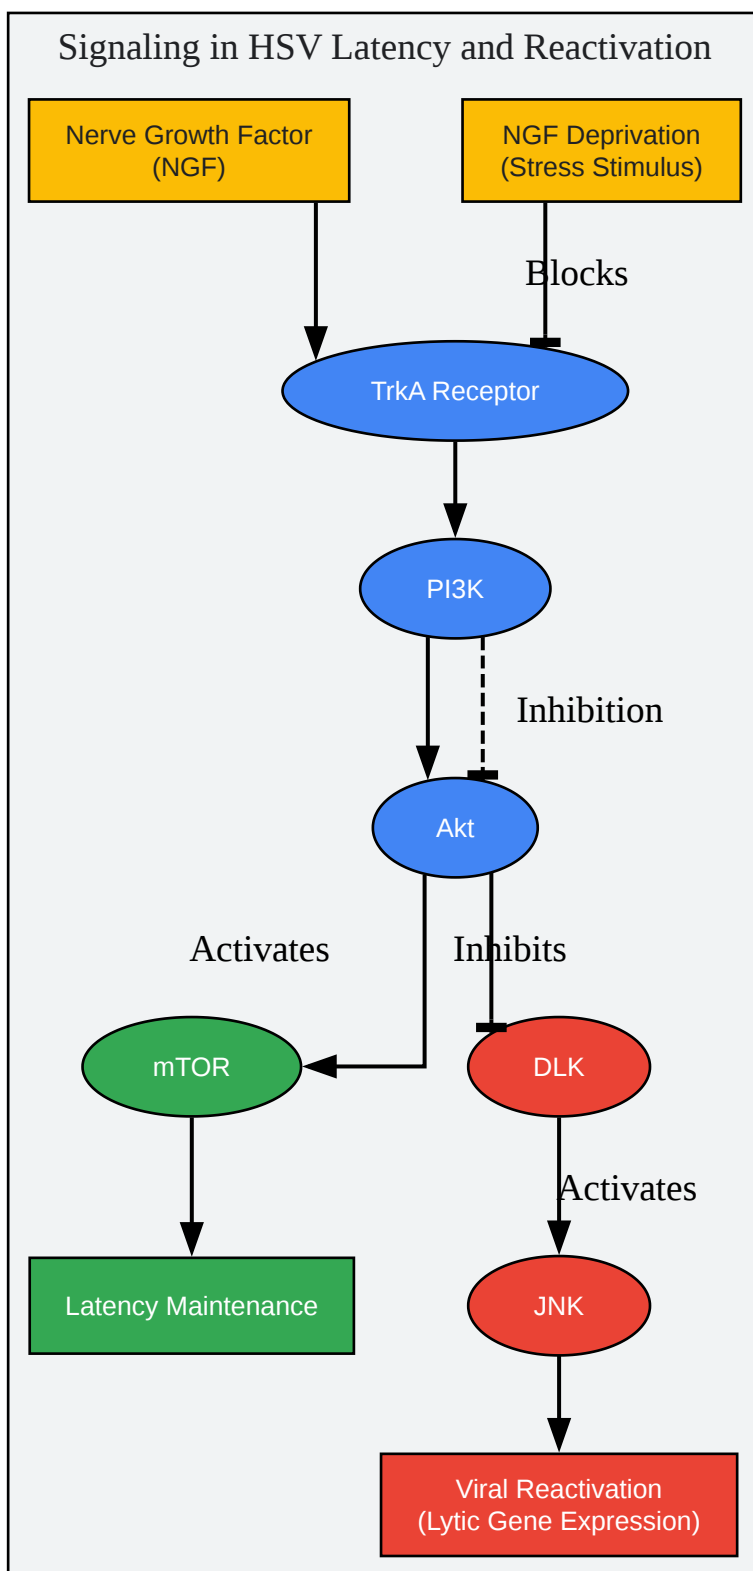 Signaling in HSV Latency and Reactivation
Nerve Growth Factor
(NGF)
NGF Deprivation
(Stress Stimulus)
Blocks
TrkA Receptor
PI3K
Inhibition
Akt
Activates
Inhibits
mTOR
DLK
Activates
Latency Maintenance
JNK
Viral Reactivation
(Lytic Gene Expression)